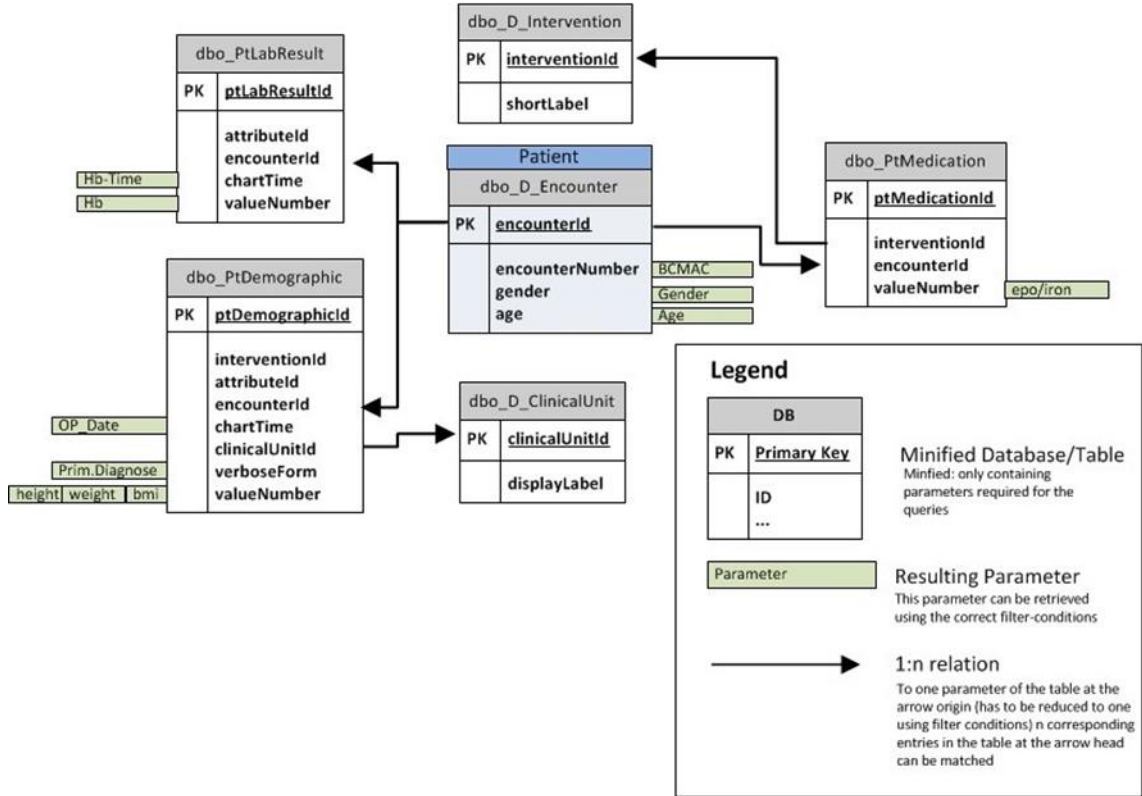 dbo_D_Intervention
PK interventionId
shortLabel
dbo_PtLabResult
PK ptLabResultId
attributeId
encounterId
chartTime
valueNumber
Hb-Time
Hb
Patient
dbo_D_Encounter
PK encounterId
encounterNumber
gender
age
BCMAC
Gender
Age
dbo_PtMedication
PK ptMedicationId
interventionId
encounterId
valueNumber
epo/iron
dbo_PtDemographic
PK ptDemographicId
interventionId
attributeId
encounterId
chartTime
clinicalUnitId
verboseForm
valueNumber
OP_Date
Prim.Diagnose
height weight bmi
dbo_D_ClinicalUnit
PK clinicalUnitId
displayLabel
Legend
DB
PK Primary Key
ID
...
Minified Database/Table
Minfied: only containing
parameters required for the
queries
Parameter
Resulting Parameter
This parameter can be retrieved
using the correct filter-conditions
1:n relation
To one parameter of the table at the
arrow origin (has to be reduced to one
using filter conditions) n corresponding
entries in the table at the arrow head
can be matched